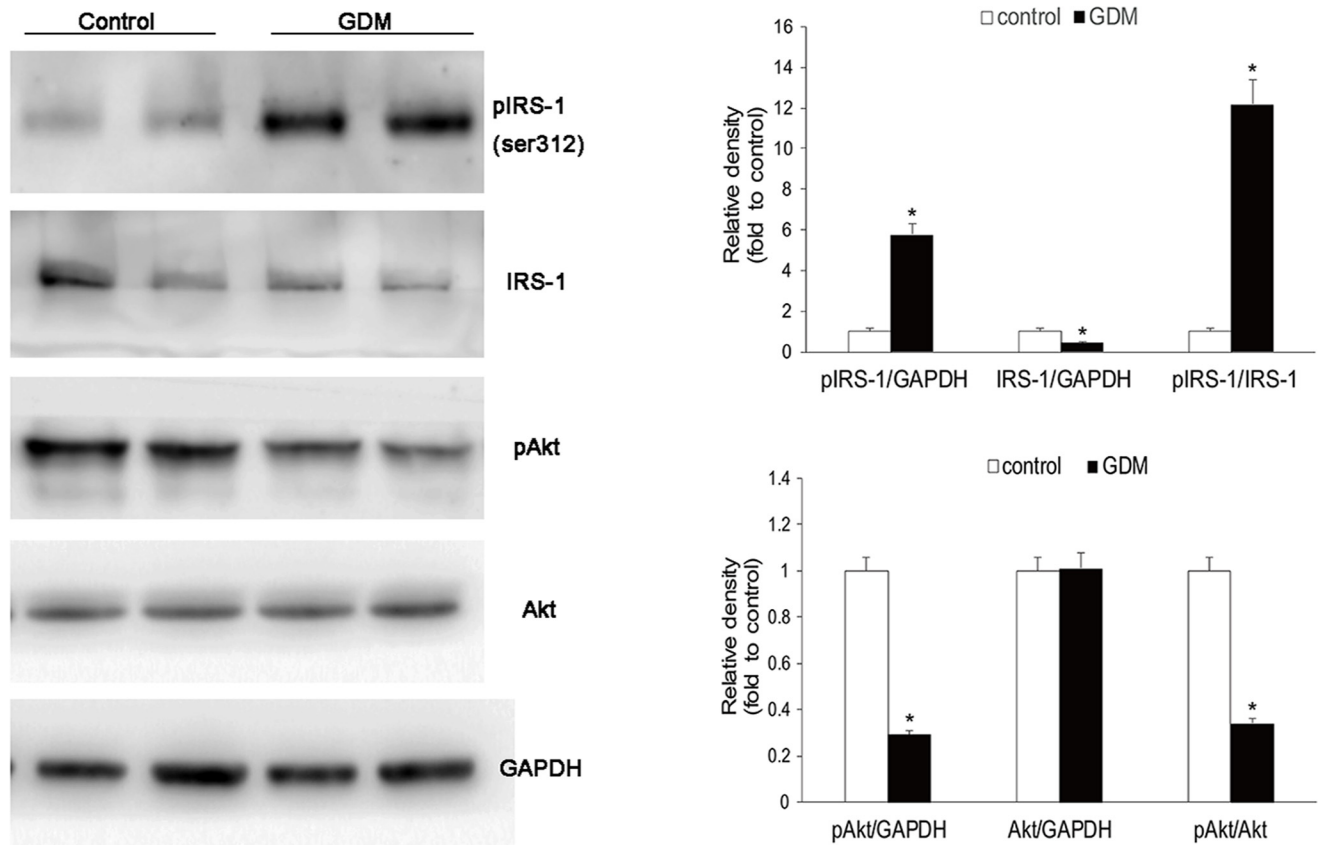 Control GDM
pIRS-1
(ser312)
IRS-1
pAkt
Akt
GAPDH
control GDM
Relative density
(fold to control)
16
14
12
10
8
6
4
2
0
*
*
*
pIRS-1/GAPDH IRS-1/GAPDH pIRS-1/IRS-1
control GDM
Relative density
(fold to control)
1.4
1.2
1
0.8
0.6
0.4
0.2
0
*
*
pAkt/GAPDH Akt/GAPDH pAkt/Akt